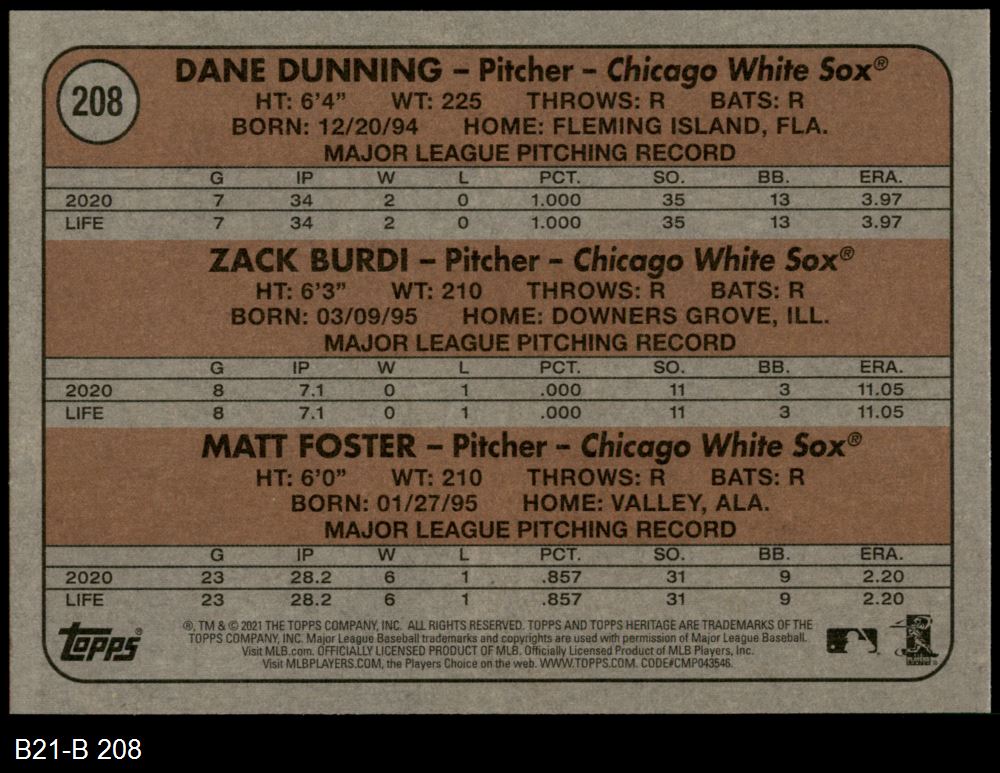 208
DANE DUNNING – Pitcher – Chicago White Sox®
HT: 6'4" WT: 225 THROWS: R BATS: R
BORN: 12/20/94 HOME: FLEMING ISLAND, FLA.
MAJOR LEAGUE PITCHING RECORD
G IP W L PCT. SO. BB. ERA.
2020 7 34 2 0 1.000 35 13 3.97
LIFE 7 34 2 0 1.000 35 13 3.97
ZACK BURDI – Pitcher – Chicago White Sox®
HT: 6'3" WT: 210 THROWS: R BATS: R
BORN: 03/09/95 HOME: DOWNERS GROVE, ILL.
MAJOR LEAGUE PITCHING RECORD
G IP W L PCT. SO. BB. ERA.
2020 8 7.1 0 1 .000 11 3 11.05
LIFE 8 7.1 0 1 .000 11 3 11.05
MATT FOSTER – Pitcher – Chicago White Sox®
HT: 6'0" WT: 210 THROWS: R BATS: R
BORN: 01/27/95 HOME: VALLEY, ALA.
MAJOR LEAGUE PITCHING RECORD
G IP W L PCT. SO. BB. ERA.
2020 23 28.2 6 1 .857 31 9 2.20
LIFE 23 28.2 6 1 .857 31 9 2.20
topps®
®, TM & © 2021 THE TOPPS COMPANY, INC. ALL RIGHTS RESERVED. TOPPS AND TOPPS HERITAGE ARE TRADEMARKS OF THE
TOPPS COMPANY, INC. Major League Baseball trademarks and copyrights are used with permission of Major League Baseball.
Visit MLB.com. OFFICIALLY LICENSED PRODUCT OF MLB. Officially Licensed Product of MLB Players, Inc.
Visit MLBPLAYERS.COM, the Players Choice on the web. WWW.TOPPS.COM. CODE#CMP043546.
B21-B 208